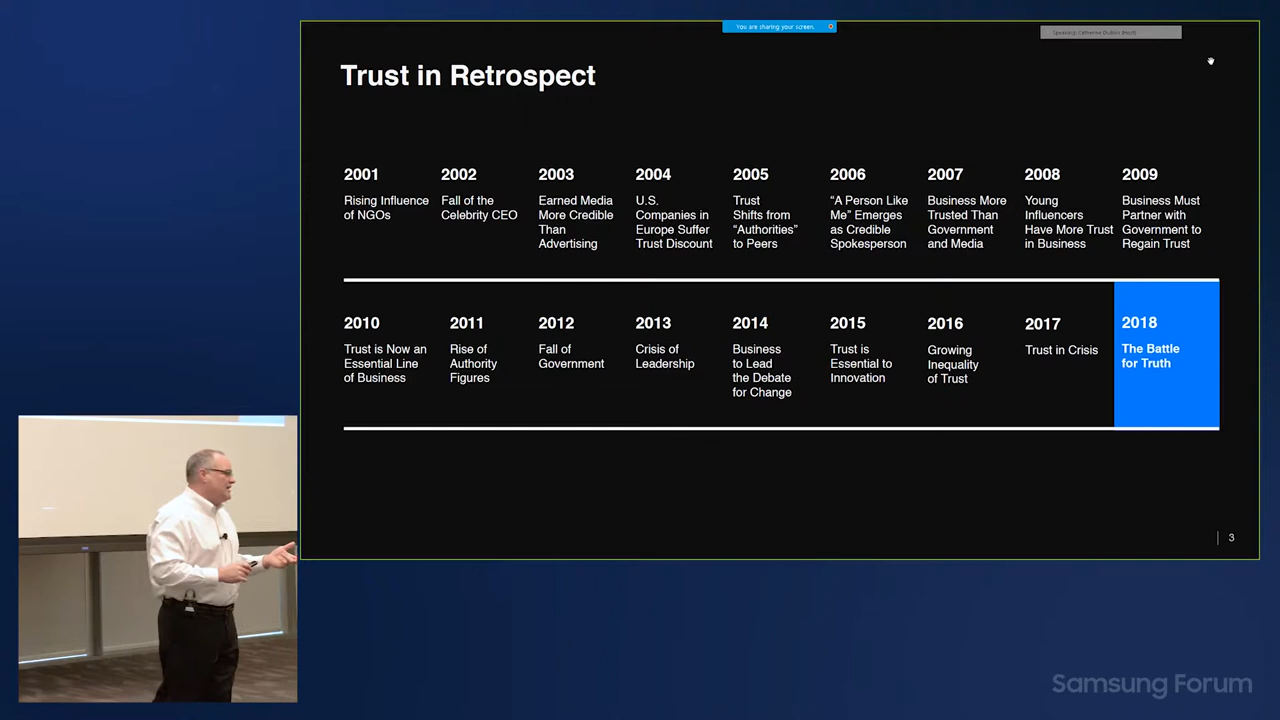 You are sharing your screen.
Speaking: Catherine
Trust in Retrospect
2001
Rising Influence
of NGOs
2002
Fall of the
Celebrity CEO
2003
Earned Media
More Credible
Than
Advertising
2004
U.S.
Companies in
Europe Suffer
Trust Discount
2005
Trust
Shifts from
“Authorities”
to Peers
2006
“A Person Like
Me” Emerges
as Credible
Spokesperson
2007
Business More
Trusted Than
Government
and Media
2008
Young
Influencers
Have More Trust
in Business
2009
Business Must
Partner with
Government to
Regain Trust
2010
Trust is Now an
Essential Line
of Business
2011
Rise of
Authority
Figures
2012
Fall of
Government
2013
Crisis of
Leadership
2014
Business
to Lead
the Debate
for Change
2015
Trust is
Essential to
Innovation
2016
Growing
Inequality
of Trust
2017
Trust in Crisis
2018
The Battle
for Truth
3
Samsung Forum